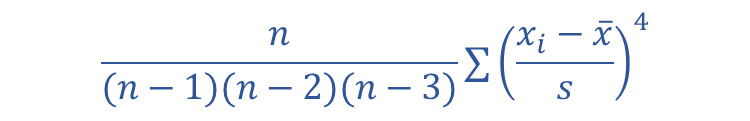 n / (n − 1)(n − 2)(n − 3) ∑ ((xᵢ − x̄) / s)⁴